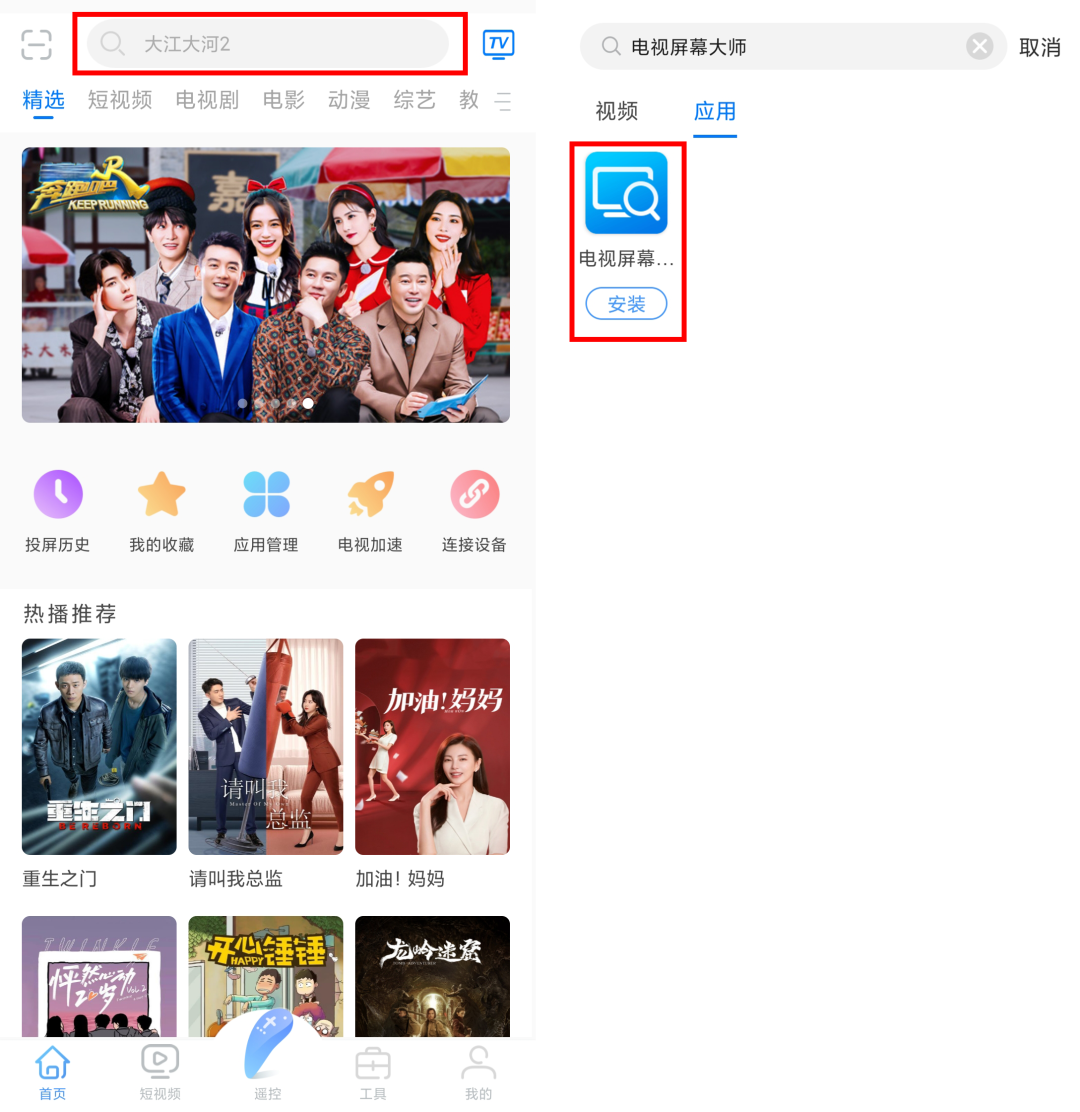 大江大河2
TV
精选 短视频 电视剧 电影 动漫 综艺 教
奔跑吧
KEEP RUNNING
嘉
投屏历史 我的收藏 应用管理 电视加速 连接设备
热播推荐
重生之门
BE REBORN
请叫我
总监
加油!妈妈
重生之门 请叫我总监 加油！妈妈
TWINKLE
怦然心动
20岁
Vol.2
开心锤锤
HAPPY
龙岭迷窟
首页 短视频 遥控 工具 我的
电视屏幕大师 取消
视频 应用
电视屏幕...
安装